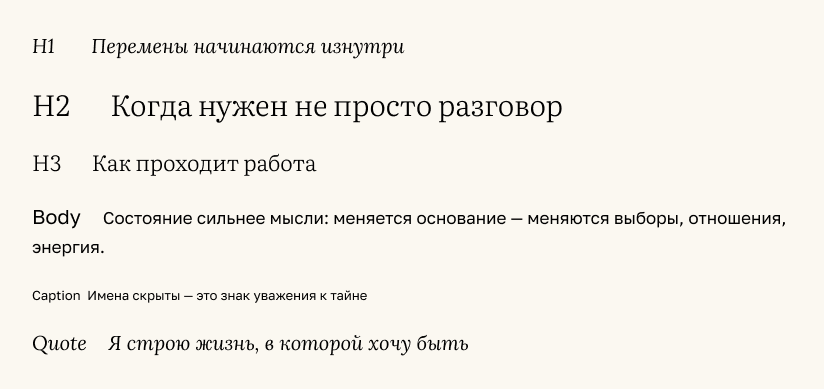 H1 Перемены начинаются изнутри
H2 Когда нужен не просто разговор
H3 Как проходит работа
Body Состояние сильнее мысли: меняется основание — меняются выборы, отношения,
энергия.
Caption Имена скрыты — это знак уважения к тайне
Quote Я строю жизнь, в которой хочу быть